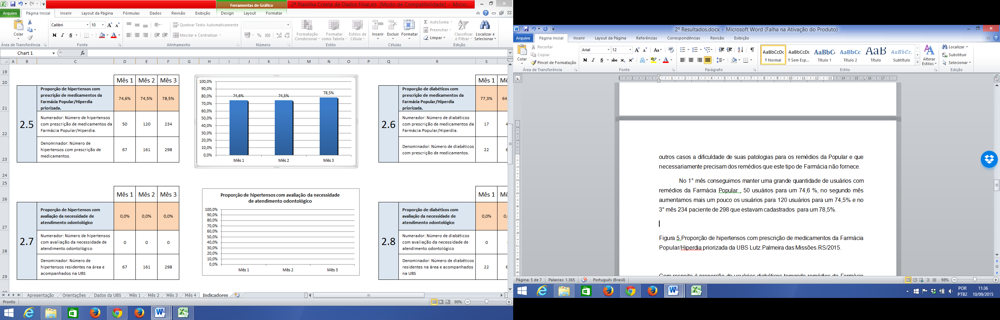 Ferramentas de Gráfico
2ª Planilha Coleta de Dados Final.xls [Modo de Compatibilidade] - Micro...
Arquivo Página Inicial Inserir Layout da Página Fórmulas Dados Revisão Exibição Design Layout Formatar
Colar
Calibri 10
N I S
Quebrar Texto Automaticamente
Mesclar e Centralizar
% 000
Formatação Condicional
Formatar como Tabela
Estilos de Célula
Inserir Excluir Formatar
AutoSoma
Preencher
Limpar
Classificar e Filtrar
Localizar e Selecionar
Área de Transferência Fonte Alinhamento Número Estilo Células Edição
Chart 1
fx
A B C D E F G H I J K L M N O P Q R S
19
20
21
22
23
24
25
26
27
28
29
Mês 1 Mês 2 Mês 3
2.5
Proporção de hipertensos com
prescrição de medicamentos da
Farmácia Popular/Hiperdia
priorizada.
74,6% 74,5% 78,5%
Numerador: Número de hipertensos
com prescrição de medicamentos da
Farmácia Popular/Hiperdia.
50 120 234
Denominador: Número de
hipertensos com prescrição de
medicamentos.
67 161 298
100,0%
90,0%
80,0%
70,0%
60,0%
50,0%
40,0%
30,0%
20,0%
10,0%
0,0%
74,6% 74,5% 78,5%
Mês 1 Mês 2 Mês 3
Mês 1
2.6
Proporção de diabéticos com
prescrição de medicamentos da
Farmácia Popular/Hiperdia
priorizada.
77,3%
Numerador: Número de diabéticos
com prescrição de medicamentos da
Farmácia Popular/Hiperdia.
17
Denominador: Número de diabéticos
com prescrição de medicamentos.
22
Mês 1 Mês 2 Mês 3
2.7
Proporção de hipertensos com
avaliação da necessidade de
atendimento odontológico
0,0% 0,0% 0,0%
Numerador: Número de hipertensos
com avaliação da necessidade de
atendimento odontológico
0 0 0
Denominador: Número de
hipertensos residentes na área e
acompanhados na UBS
67 161 298
Proporção de hipertensos com avaliação da necessidade
de atendimento odontológico
100,0%
90,0%
80,0%
70,0%
60,0%
50,0%
40,0%
30,0%
20,0%
10,0%
0,0%
Mês 1 Mês 2 Mês 3
Mês 1
2.8
Proporção de diabéticos com
avaliação da necessidade de
atendimento odontológico
0,0%
Numerador: Número de diabéticos
com avaliação da necessidade de
atendimento odontológico
0
Denominador: Número de diabéticos
residentes na área e acompanhados
na UBS
22
Apresentação Orientações Dados da UBS Mês 1 Mês 2 Mês 3 Mês 4 Indicadores
Pronto
90%
2º Resultados.docx - Microsoft Word (Falha na Ativação do Produto)
Arquivo Página Inicial Inserir Layout da Página Referências Correspondências Revisão Exibição
Colar
Recortar
Copiar
Pincel de Formatação
Arial 12
N I S abc x₂ x²
AaBbCcDc AaBbCcDc AaBbC AaBbCc AaB AaBbCc.
¶ Normal ¶ Sem Esp... Título 1 Título 2 Título Subtítulo
Alterar Estilos
Localizar
Substituir
Selecionar
Área de Transferência Fonte Parágrafo Estilo Edição
outros casos a dificuldade de suas patologias para os remédios da Popular e que
necessariamente precisam dos remédios que este tipo de Farmácia não fornece.
No 1° mês conseguimos manter uma grande quantidade de usuários com
remédios da Farmácia Popular , 50 usuários para um 74,6 %, no segundo mês
aumentamos mais um pouco os usuários para 120 usuários para um 74,5% e no
3° mês 234 paciente de 298 que estavam cadastrados para um 78,5%.
Figura 5.Proporção de hipertensos com prescrição de medicamentos da Farmácia
Popular/Hiperdia priorizada da UBS Lutz.Palmeira das Missões.RS/2015.
Com respeito à proporção de usuários diabéticos tomando remédios da Farmácia
Página: 5 de 7 Palavras: 1.365 Português (Brasil) 98%
POR
PTB2
11:36
10/09/2015